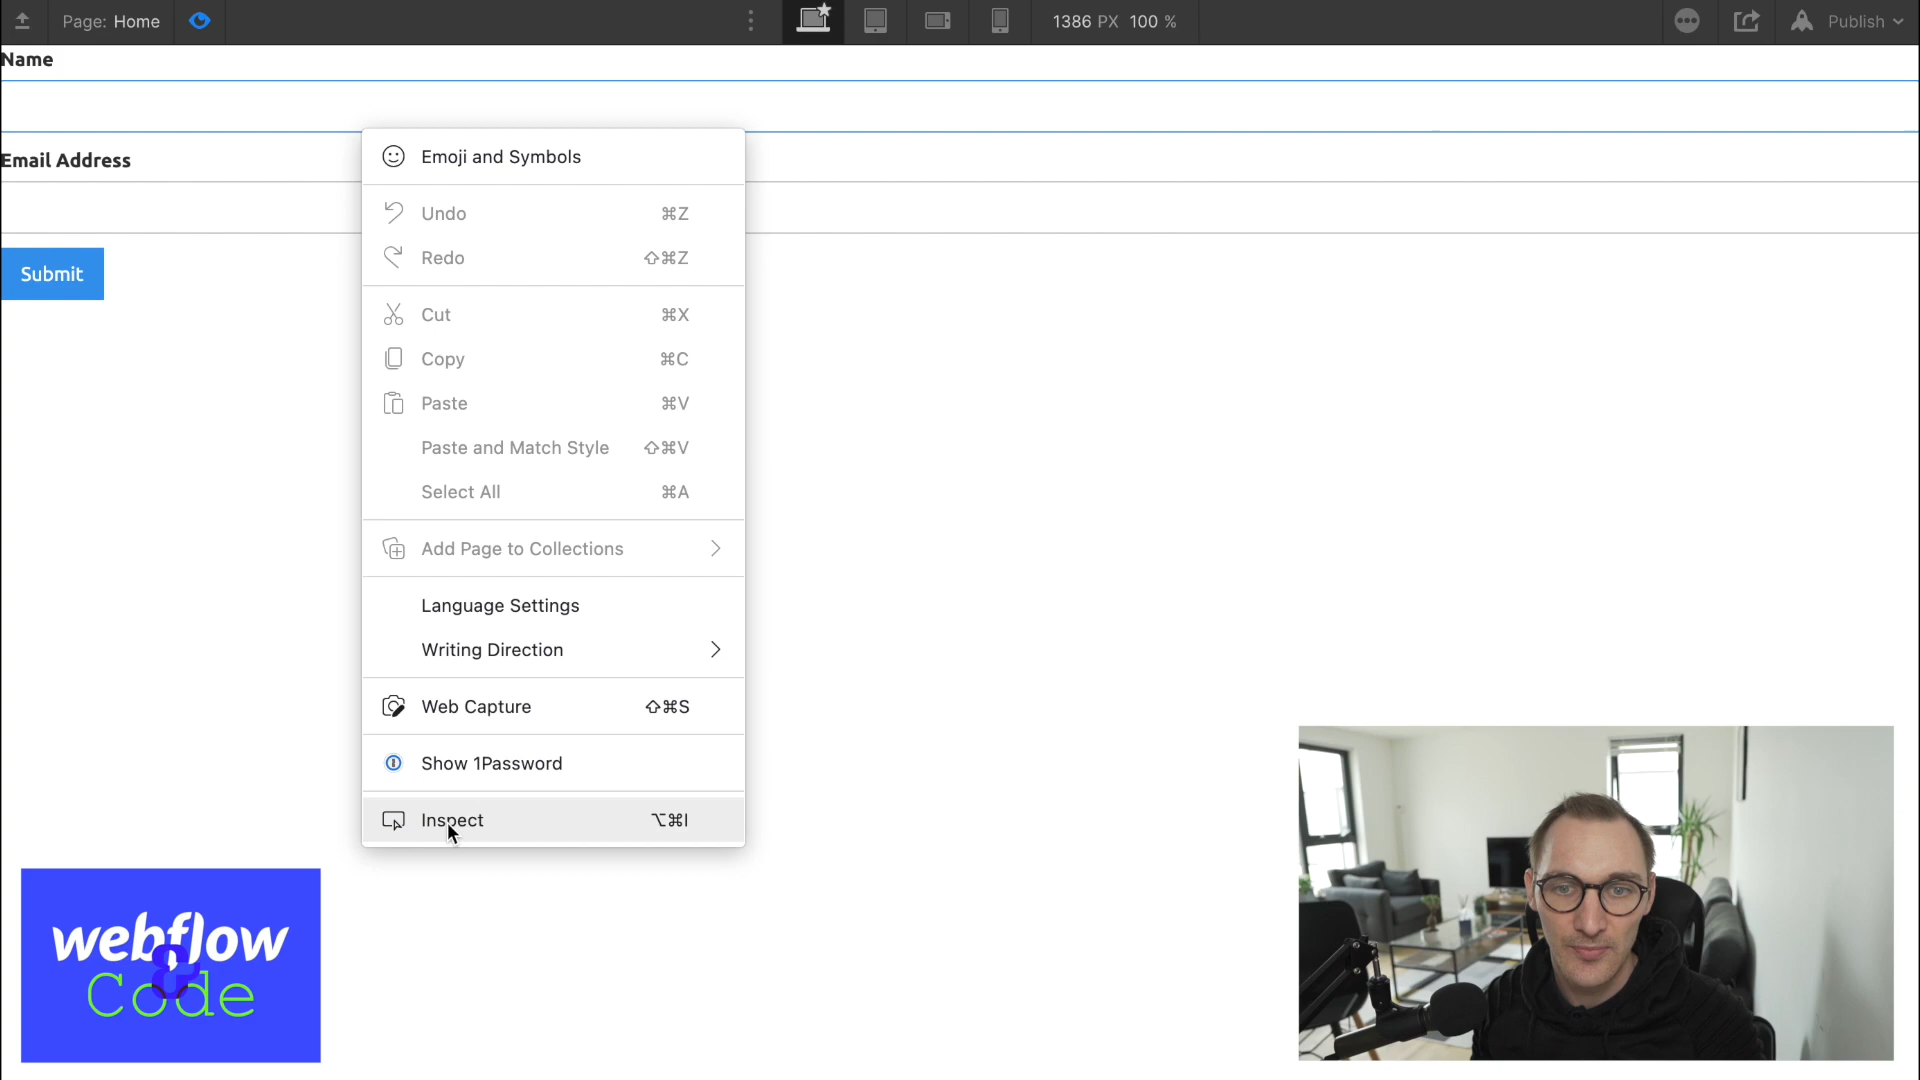 Page: Home
1386 PX 100 %
Publish
Name
Email Address
Submit
Emoji and Symbols
Undo ⌘Z
Redo ⇧⌘Z
Cut ⌘X
Copy ⌘C
Paste ⌘V
Paste and Match Style ⇧⌘V
Select All ⌘A
Add Page to Collections
Language Settings
Writing Direction
Web Capture ⇧⌘S
Show 1Password
Inspect ⌥⌘I
webflow
&
Code